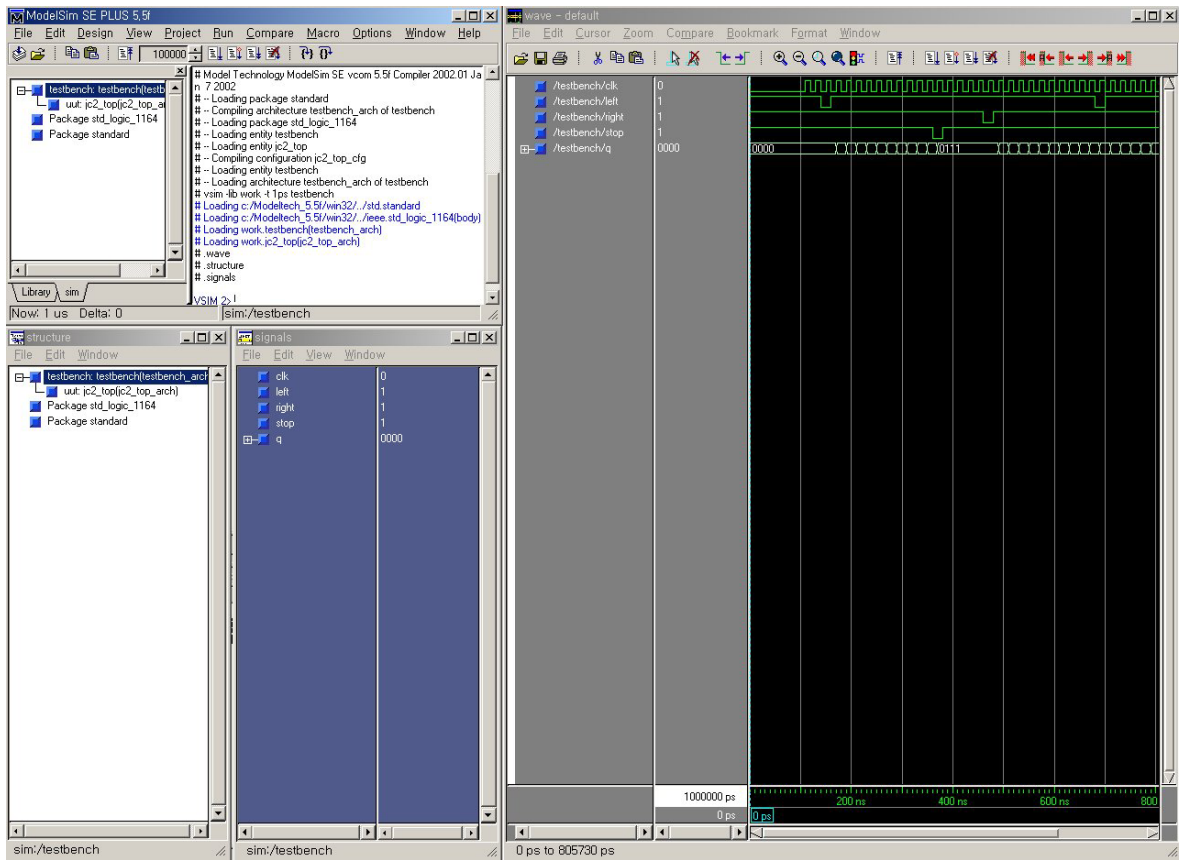 ModelSim SE PLUS 5,5f
File Edit Design View Project Run Compare Macro Options Window Help
100000
testbench: testbench(testb
uut: jc2_top(jc2_top_ar
Package std_logic_1164
Package standard
Library sim
# Model Technology ModelSim SE vcom 5.5f Compiler 2002.01 Ja
n 7 2002
# -- Loading package standard
# -- Compiling architecture testbench_arch of testbench
# -- Loading package std_logic_1164
# -- Loading entity testbench
# -- Loading entity jc2_top
# -- Compiling configuration jc2_top_cfg
# -- Loading entity testbench
# -- Loading architecture testbench_arch of testbench
# vsim -lib work -t 1ps testbench
# Loading c:/Modeltech_5.5f/win32/../std.standard
# Loading c:/Modeltech_5.5f/win32/../ieee.std_logic_1164(body)
# Loading work.testbench(testbench_arch)
# Loading work.jc2_top(jc2_top_arch)
# .wave
# .structure
# .signals
VSIM 2>
Now: 1 us Delta: 0 sim:/testbench
structure
File Edit Window
testbench: testbench(testbench_arch
uut: jc2_top(jc2_top_arch)
Package std_logic_1164
Package standard
sim:/testbench
signals
File Edit View Window
clk 0
left 1
right 1
stop 1
q 0000
sim:/testbench
wave - default
File Edit Cursor Zoom Compare Bookmark Format Window
/testbench/clk 0
/testbench/left 1
/testbench/right 1
/testbench/stop 1
/testbench/q 0000 0000 0111
1000000 ps 200 ns 400 ns 600 ns 800
0 ps 0 ps
0 ps to 805730 ps